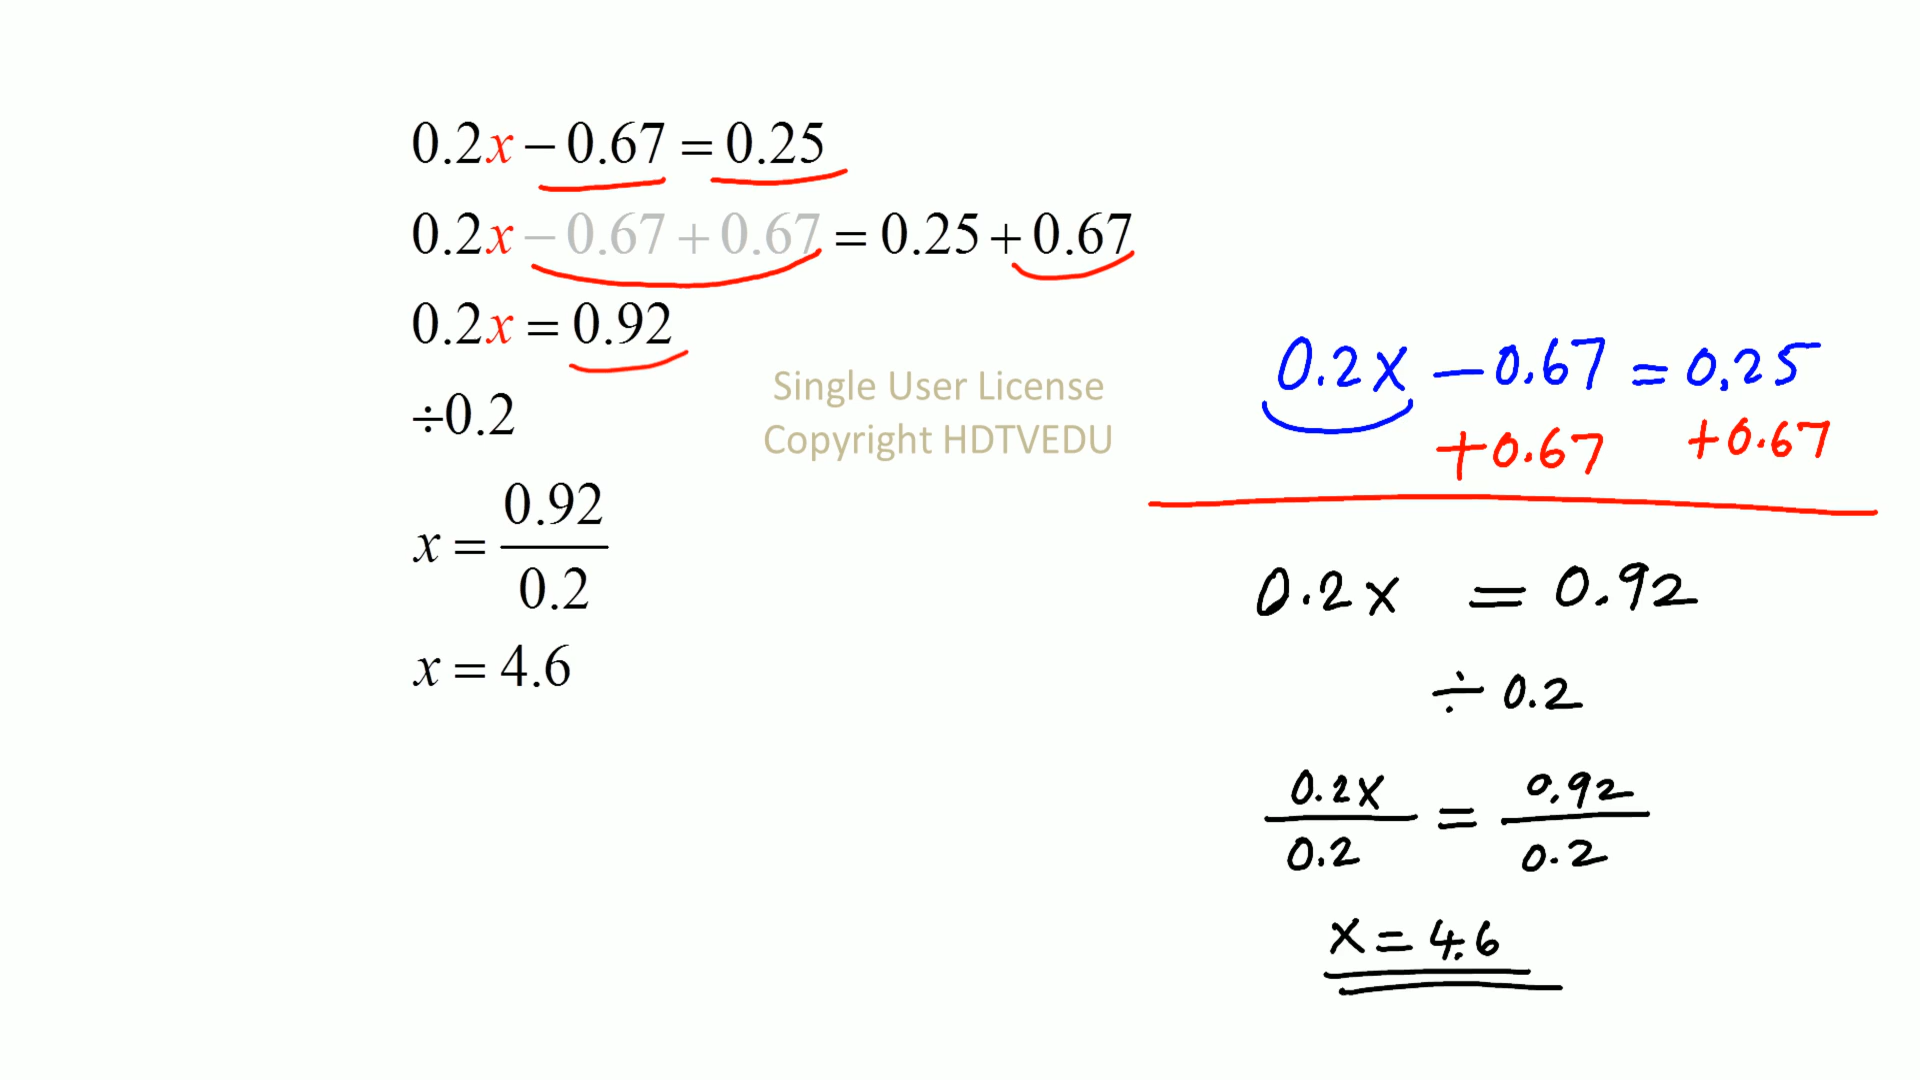 0.2x − 0.67 = 0.25
0.2x − 0.67 + 0.67 = 0.25 + 0.67
0.2x = 0.92
÷0.2
x = 0.92/0.2
x = 4.6
Single User License
Copyright HDTVEDU
0.2x − 0.67 = 0.25
+0.67 +0.67
0.2x = 0.92
÷ 0.2
0.2x/0.2 = 0.92/0.2
x = 4.6